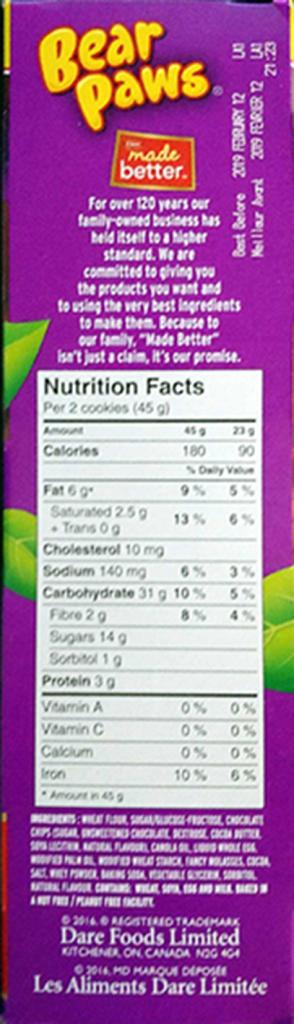 Bear
Paws®
Dare
made
better™
Best Before 2019 FEBRUARY 12 LA1
Meilleur Avant 2019 FÉVRIER 12 LA1
21:23
For over 120 years our
family-owned business has
held itself to a higher
standard. We are
committed to giving you
the products you want and
to using the very best ingredients
to make them. Because to
our family, "Made Better"
isn't just a claim, it's our promise.
Nutrition Facts
Per 2 cookies (45 g)
Amount 45 g 23 g
Calories 180 90
% Daily Value
Fat 6 g* 9 % 5 %
Saturated 2.5 g
+ Trans 0 g 13 % 6 %
Cholesterol 10 mg
Sodium 140 mg 6 % 3 %
Carbohydrate 31 g 10 % 5 %
Fibre 2 g 8 % 4 %
Sugars 14 g
Sorbitol 1 g
Protein 3 g
Vitamin A 0 % 0 %
Vitamin C 0 % 0 %
Calcium 0 % 0 %
Iron 10 % 6 %
* Amount in 45 g
INGREDIENTS: WHEAT FLOUR, SUGAR/GLUCOSE-FRUCTOSE, CHOCOLATE
CHIPS (SUGAR, UNSWEETENED CHOCOLATE, DEXTROSE, COCOA BUTTER,
SOYA LECITHIN, NATURAL FLAVOUR), CANOLA OIL, LIQUID WHOLE EGG,
MODIFIED PALM OIL, MODIFIED WHEAT STARCH, FANCY MOLASSES, COCOA,
SALT, WHEY POWDER, BAKING SODA, VEGETABLE GLYCERIN, SORBITOL,
NATURAL FLAVOUR. CONTAINS: WHEAT, SOYA, EGG AND MILK. BAKED IN
A NUT FREE / PEANUT FREE FACILITY.
© 2016, ® REGISTERED TRADEMARK
Dare Foods Limited
KITCHENER, ON, CANADA N2G 4G4
© 2016, MD MARQUE DÉPOSÉE
Les Aliments Dare Limitée